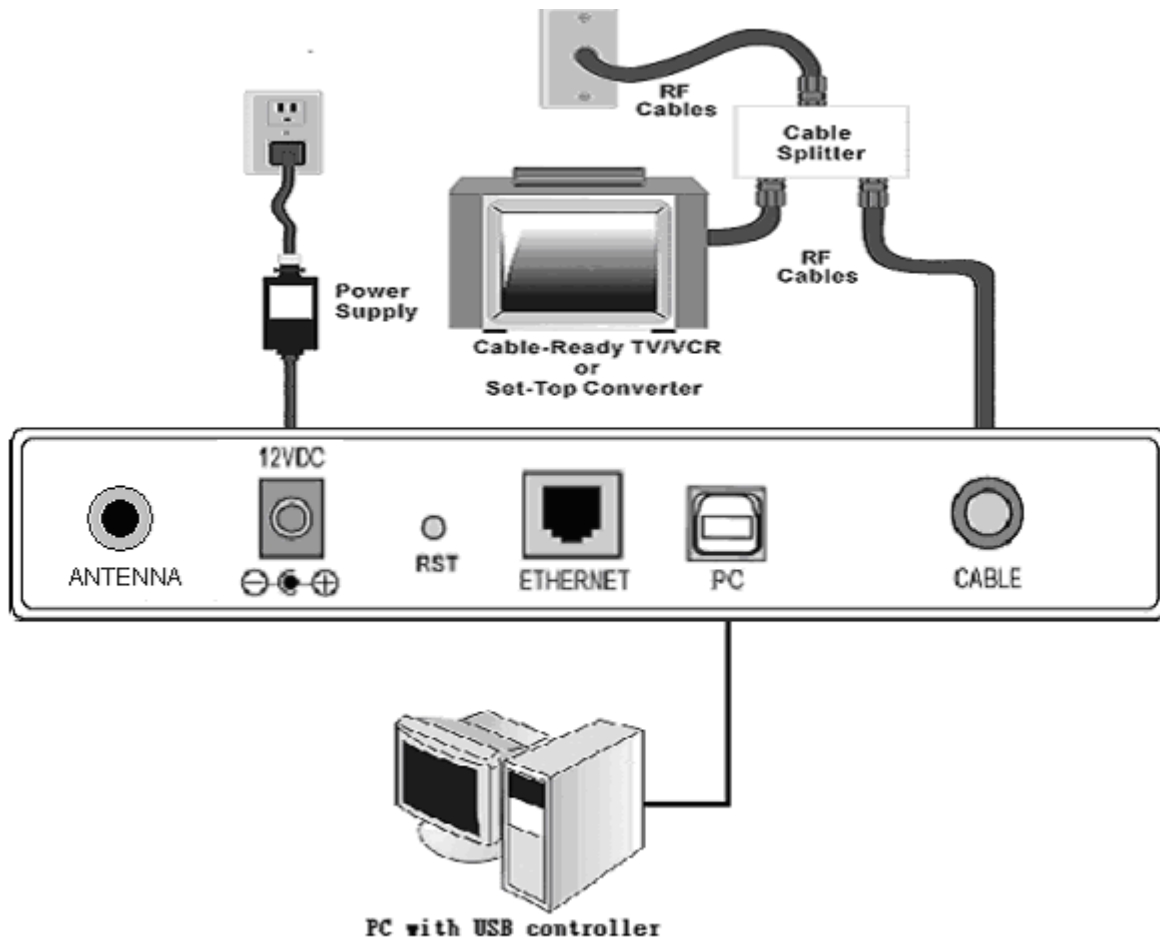 RF
Cables
Cable
Splitter
RF
Cables
Power
Supply
Cable-Ready TV/VCR
or
Set-Top Converter
12VDC
ANTENNA
RST
ETHERNET
PC
CABLE
PC with USB controller